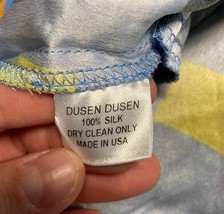 DUSEN DUSEN
100% SILK
DRY CLEAN ONLY
MADE IN USA